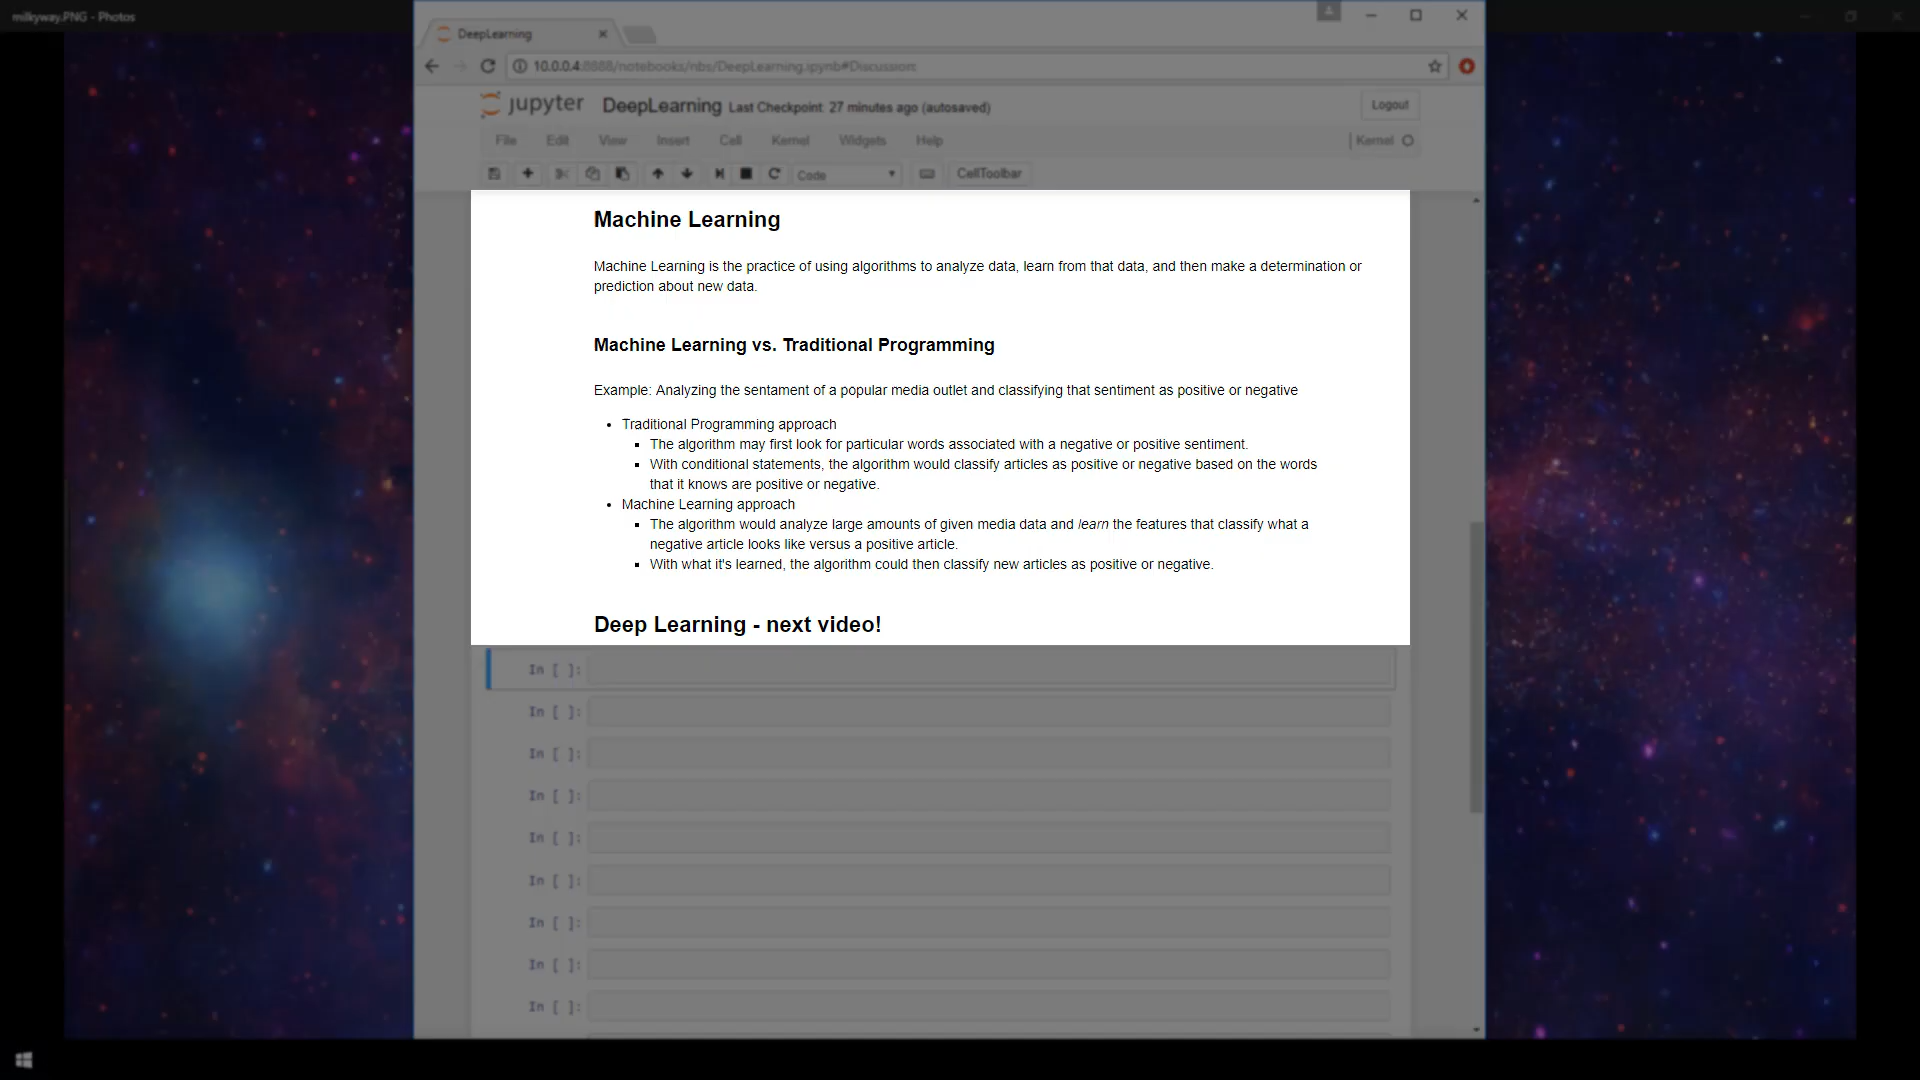 milkyway.PNG - Photos
DeepLearning
10.0.0.4:8888/notebooks/nbs/DeepLearning.ipynb#Discussion:
jupyter DeepLearning Last Checkpoint: 27 minutes ago (autosaved) Logout
File Edit View Insert Cell Kernel Widgets Help Kernel
Code CellToolbar
Machine Learning
Machine Learning is the practice of using algorithms to analyze data, learn from that data, and then make a determination or
prediction about new data.
Machine Learning vs. Traditional Programming
Example: Analyzing the sentament of a popular media outlet and classifying that sentiment as positive or negative
• Traditional Programming approach
▪ The algorithm may first look for particular words associated with a negative or positive sentiment.
▪ With conditional statements, the algorithm would classify articles as positive or negative based on the words
that it knows are positive or negative.
• Machine Learning approach
▪ The algorithm would analyze large amounts of given media data and learn the features that classify what a
negative article looks like versus a positive article.
▪ With what it's learned, the algorithm could then classify new articles as positive or negative.
Deep Learning - next video!
In [ ]:
In [ ]:
In [ ]:
In [ ]:
In [ ]:
In [ ]:
In [ ]:
In [ ]:
In [ ]: